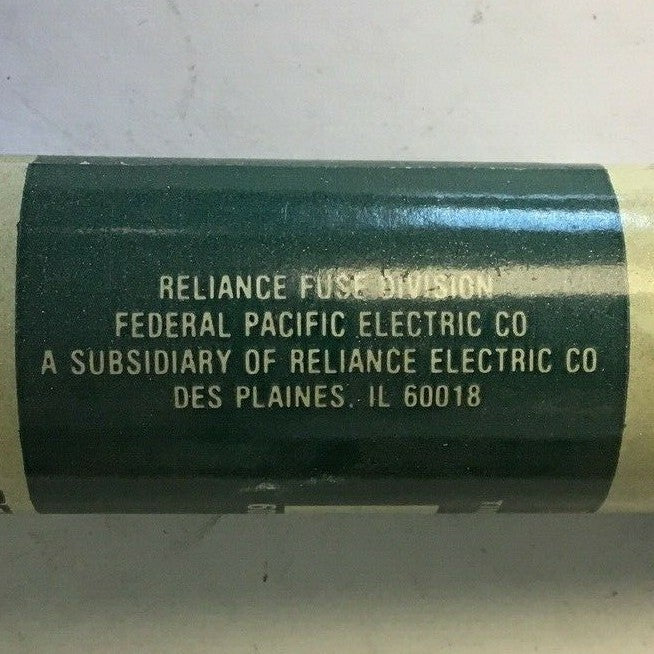 RELIANCE FUSE DIVISION
FEDERAL PACIFIC ELECTRIC CO
A SUBSIDIARY OF RELIANCE ELECTRIC CO
DES PLAINES, IL 60018